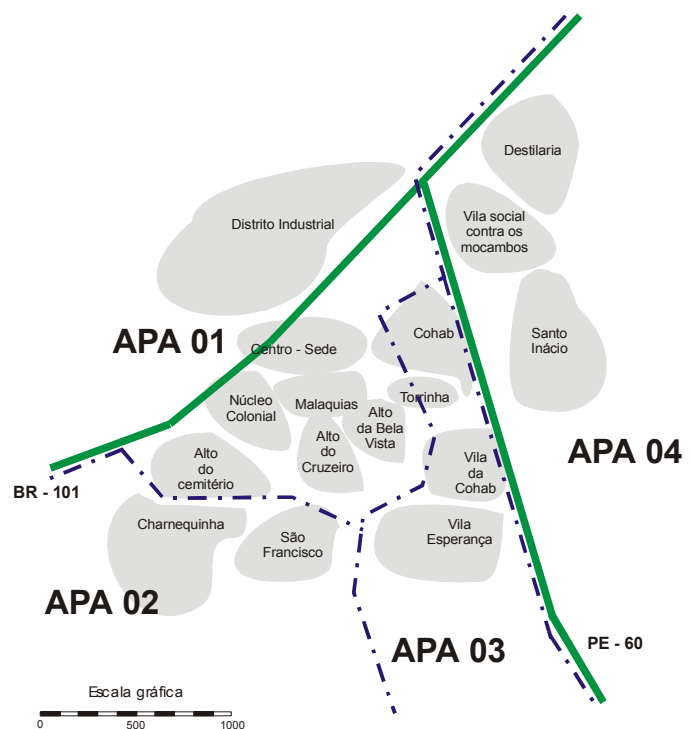 Destilaria
Distrito Industrial
Vila social
contra os
mocambos
APA 01
Centro - Sede
Cohab
Santo
Inácio
Núcleo
Colonial
Malaquias
Torrinha
Alto
da Bela
Vista
Alto
do
Cruzeiro
Alto
do
cemitério
Vila
da
Cohab
APA 04
BR - 101
Charnequinha
São
Francisco
Vila
Esperança
APA 02
APA 03
PE - 60
Escala gráfica
0 500 1000